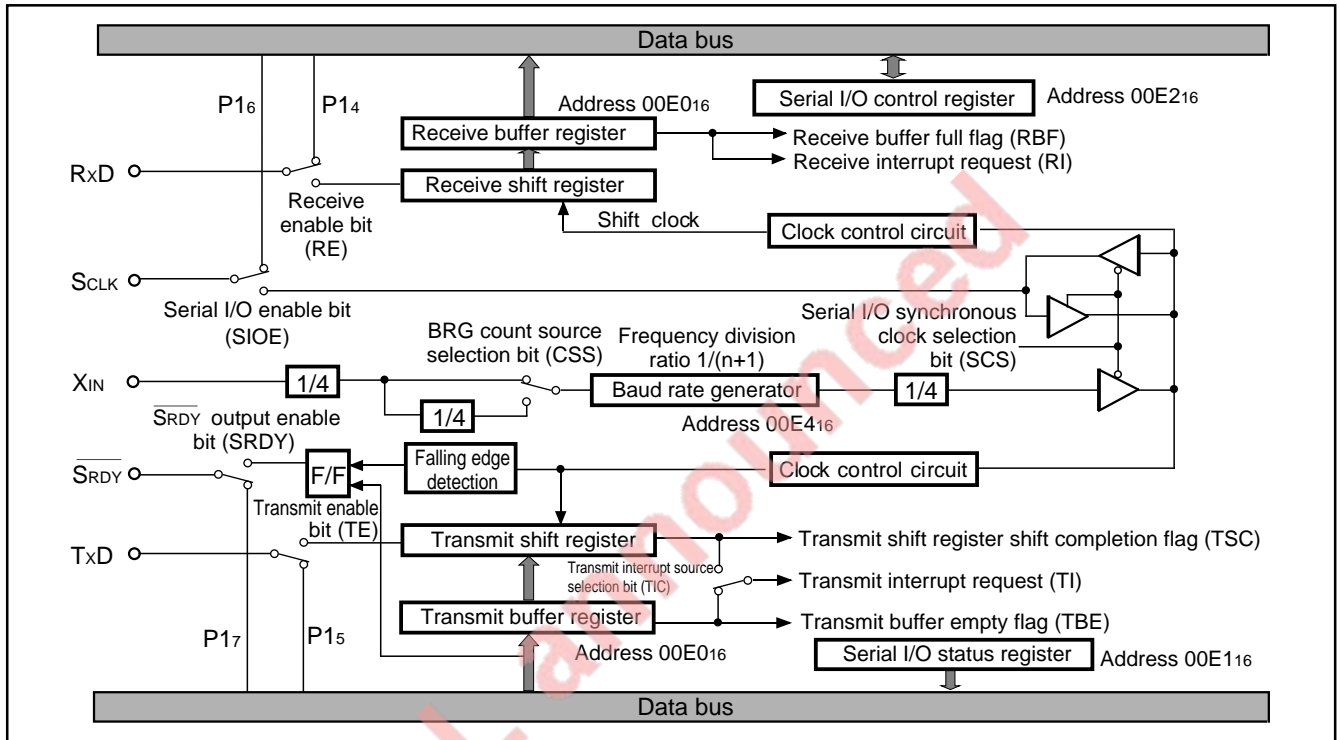 Data bus
P16
P14
Address 00E016
Serial I/O control register
Address 00E216
Receive buffer register
Receive buffer full flag (RBF)
Receive interrupt request (RI)
RxD
Receive shift register
Receive
enable bit
(RE)
Shift clock
Clock control circuit
SCLK
Serial I/O enable bit
(SIOE)
BRG count source
selection bit (CSS)
Frequency division
ratio 1/(n+1)
Serial I/O synchronous
clock selection
bit (SCS)
XIN
1/4
1/4
Baud rate generator
1/4
Address 00E416
SRDY output enable
bit (SRDY)
SRDY
F/F
Falling edge
detection
Clock control circuit
Transmit enable
bit (TE)
TxD
Transmit shift register
Transmit shift register shift completion flag (TSC)
Transmit interrupt source
selection bit (TIC)
Transmit interrupt request (TI)
Transmit buffer register
Transmit buffer empty flag (TBE)
P17
P15
Address 00E016
Serial I/O status register
Address 00E116
Data bus
announced